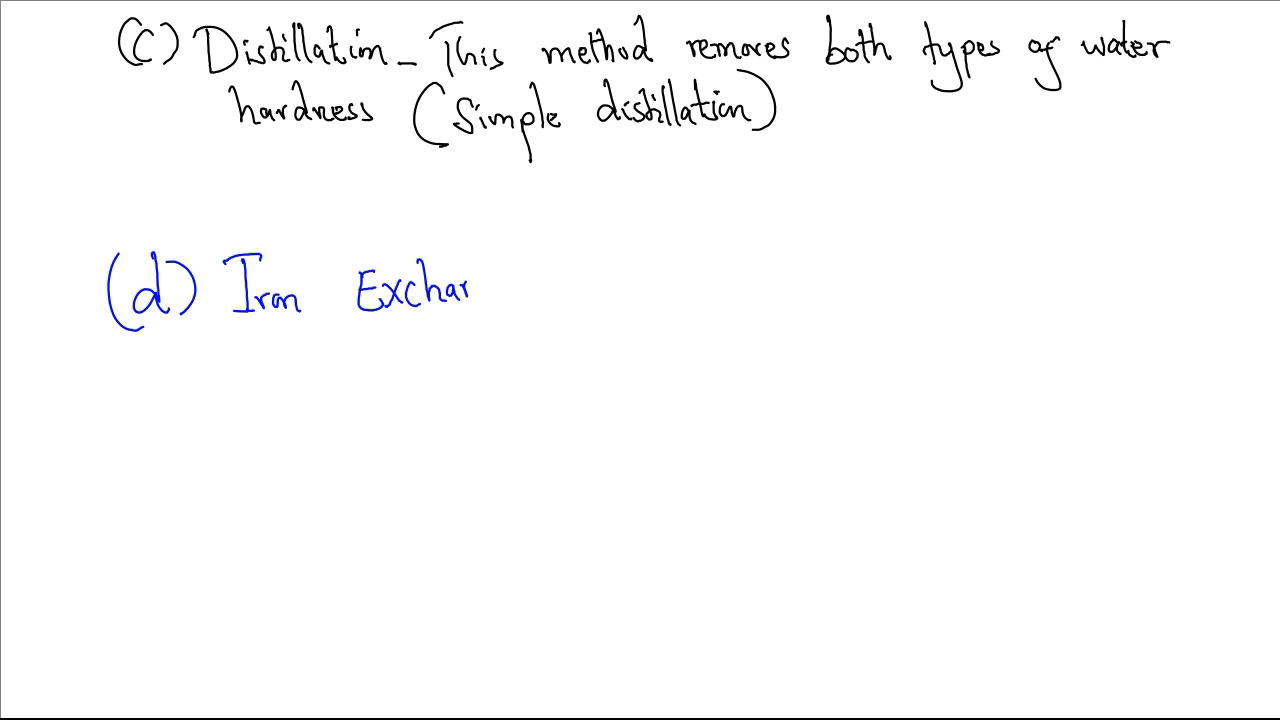 (C) Distillation - This method removes both types of water
hardness (Simple distillation)
(d) Iron Exchar